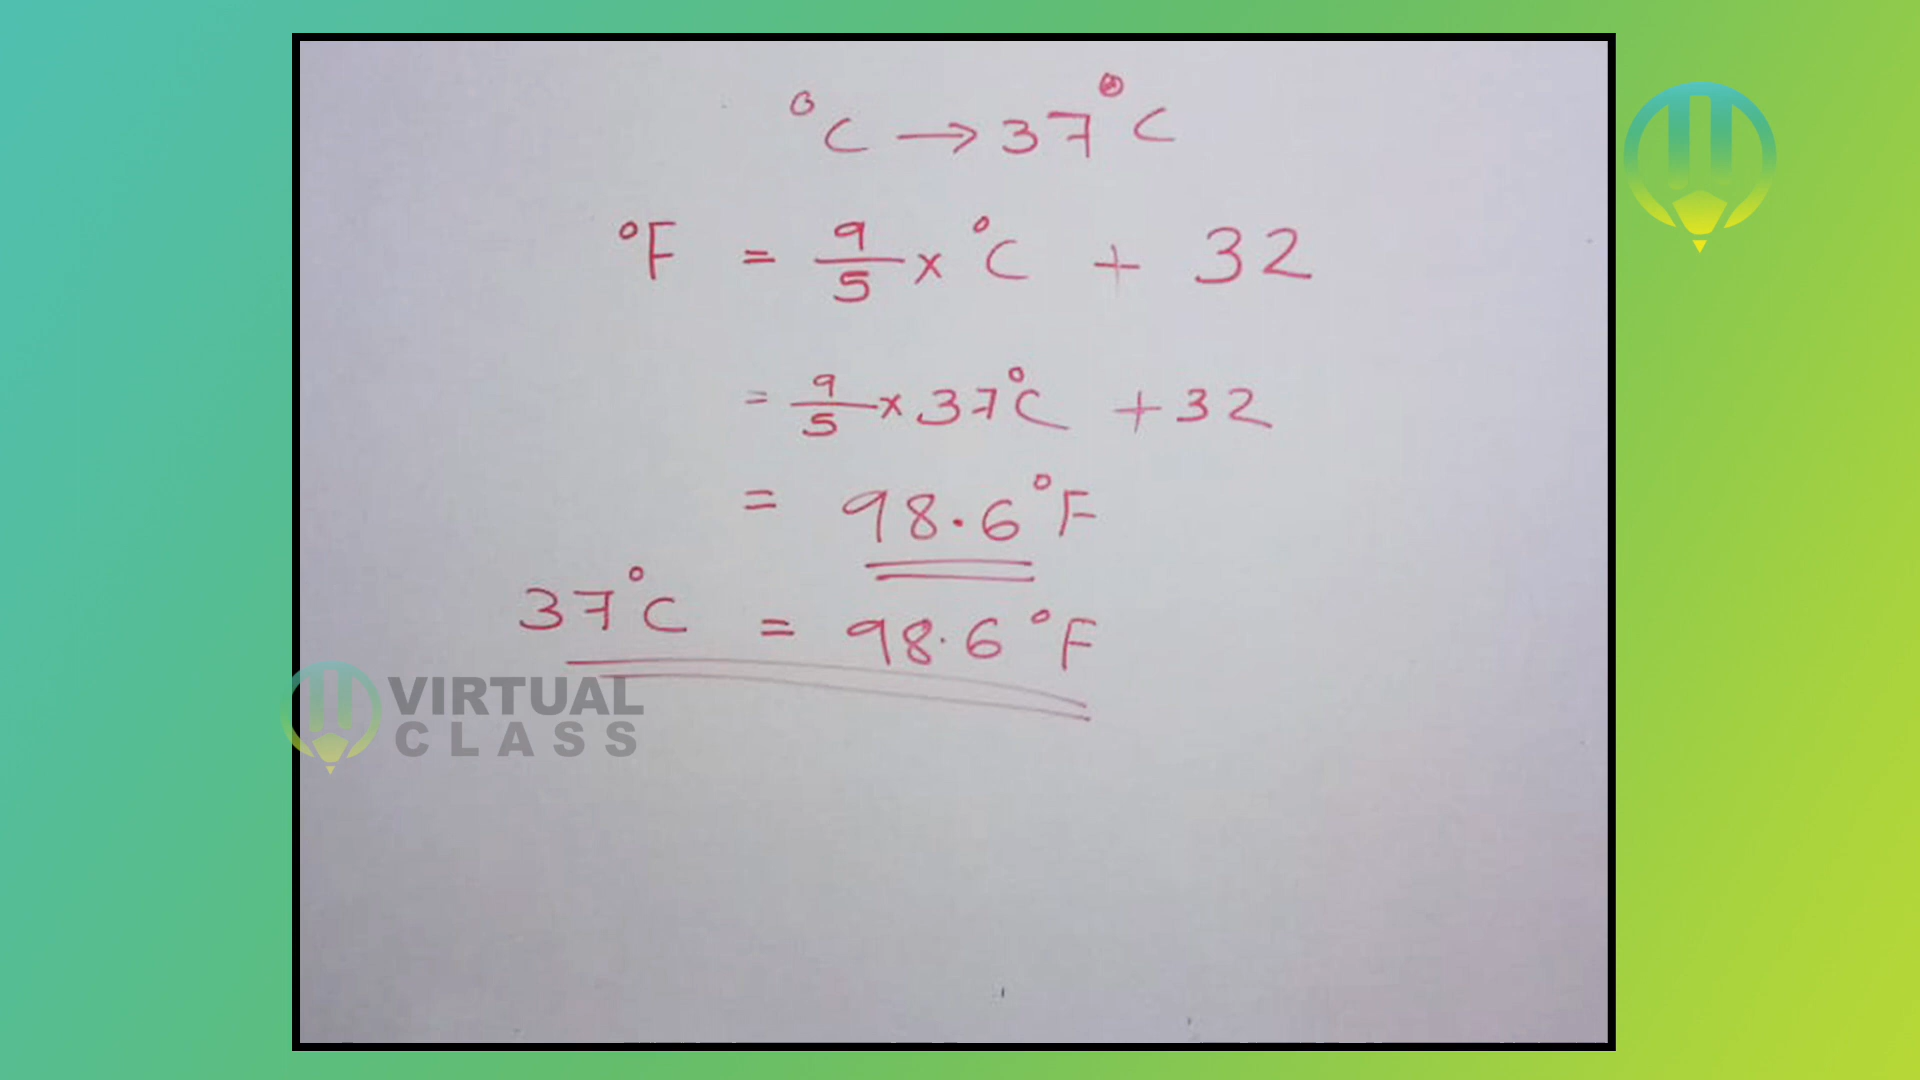 °C → 37°C
°F = 9/5 × °C + 32
= 9/5 × 37°C + 32
= 98.6°F
37°C = 98.6°F
VIRTUAL
CLASS